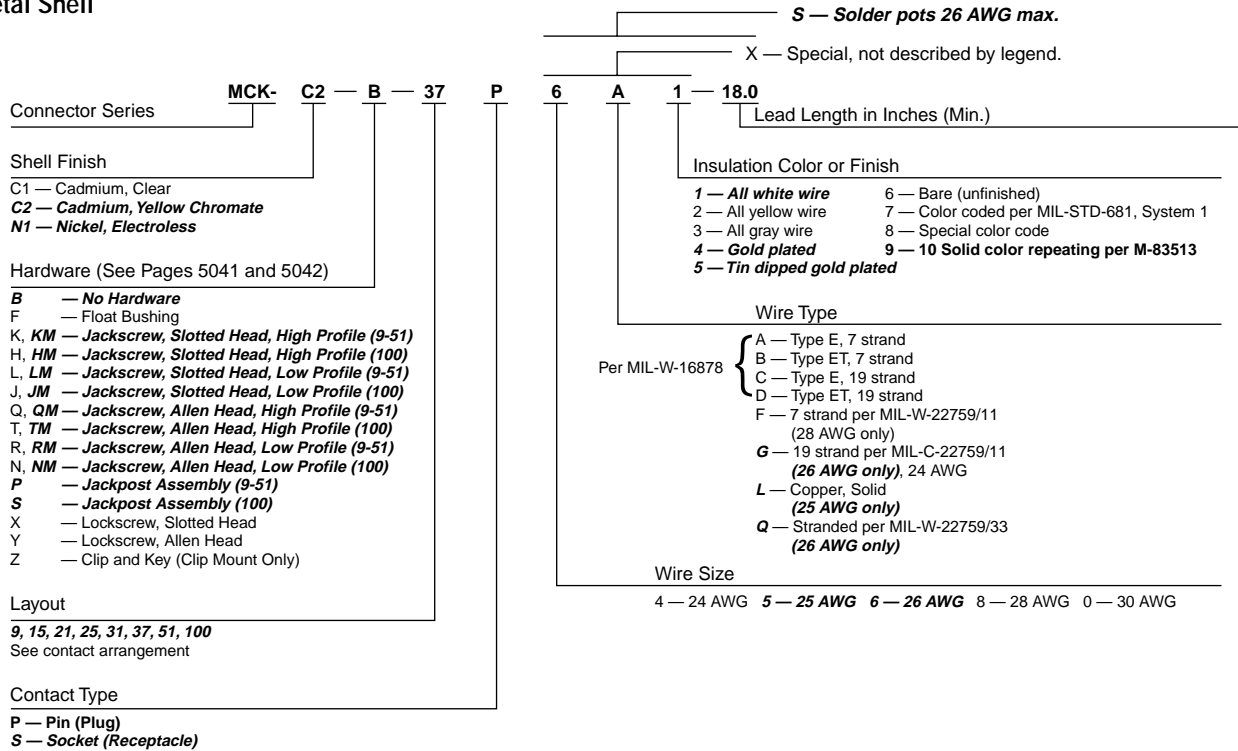 etal Shell
S — Solder pots 26 AWG max.
X — Special, not described by legend.
MCK- C2 — B — 37 P 6 A 1 — 18.0
Connector Series
Lead Length in Inches (Min.)
Shell Finish
C1 — Cadmium, Clear
C2 — Cadmium, Yellow Chromate
N1 — Nickel, Electroless
Insulation Color or Finish
1 — All white wire
2 — All yellow wire
3 — All gray wire
4 — Gold plated
5 — Tin dipped gold plated
6 — Bare (unfinished)
7 — Color coded per MIL-STD-681, System 1
8 — Special color code
9 — 10 Solid color repeating per M-83513
Hardware (See Pages 5041 and 5042)
B — No Hardware
F — Float Bushing
K, KM — Jackscrew, Slotted Head, High Profile (9-51)
H, HM — Jackscrew, Slotted Head, High Profile (100)
L, LM — Jackscrew, Slotted Head, Low Profile (9-51)
J, JM — Jackscrew, Slotted Head, Low Profile (100)
Q, QM — Jackscrew, Allen Head, High Profile (9-51)
T, TM — Jackscrew, Allen Head, High Profile (100)
R, RM — Jackscrew, Allen Head, Low Profile (9-51)
N, NM — Jackscrew, Allen Head, Low Profile (100)
P — Jackpost Assembly (9-51)
S — Jackpost Assembly (100)
X — Lockscrew, Slotted Head
Y — Lockscrew, Allen Head
Z — Clip and Key (Clip Mount Only)
Wire Type
Per MIL-W-16878
A — Type E, 7 strand
B — Type ET, 7 strand
C — Type E, 19 strand
D — Type ET, 19 strand
F — 7 strand per MIL-W-22759/11
(28 AWG only)
G — 19 strand per MIL-C-22759/11
(26 AWG only), 24 AWG
L — Copper, Solid
(25 AWG only)
Q — Stranded per MIL-W-22759/33
(26 AWG only)
Wire Size
4 — 24 AWG 5 — 25 AWG 6 — 26 AWG 8 — 28 AWG 0 — 30 AWG
Layout
9, 15, 21, 25, 31, 37, 51, 100
See contact arrangement
Contact Type
P — Pin (Plug)
S — Socket (Receptacle)